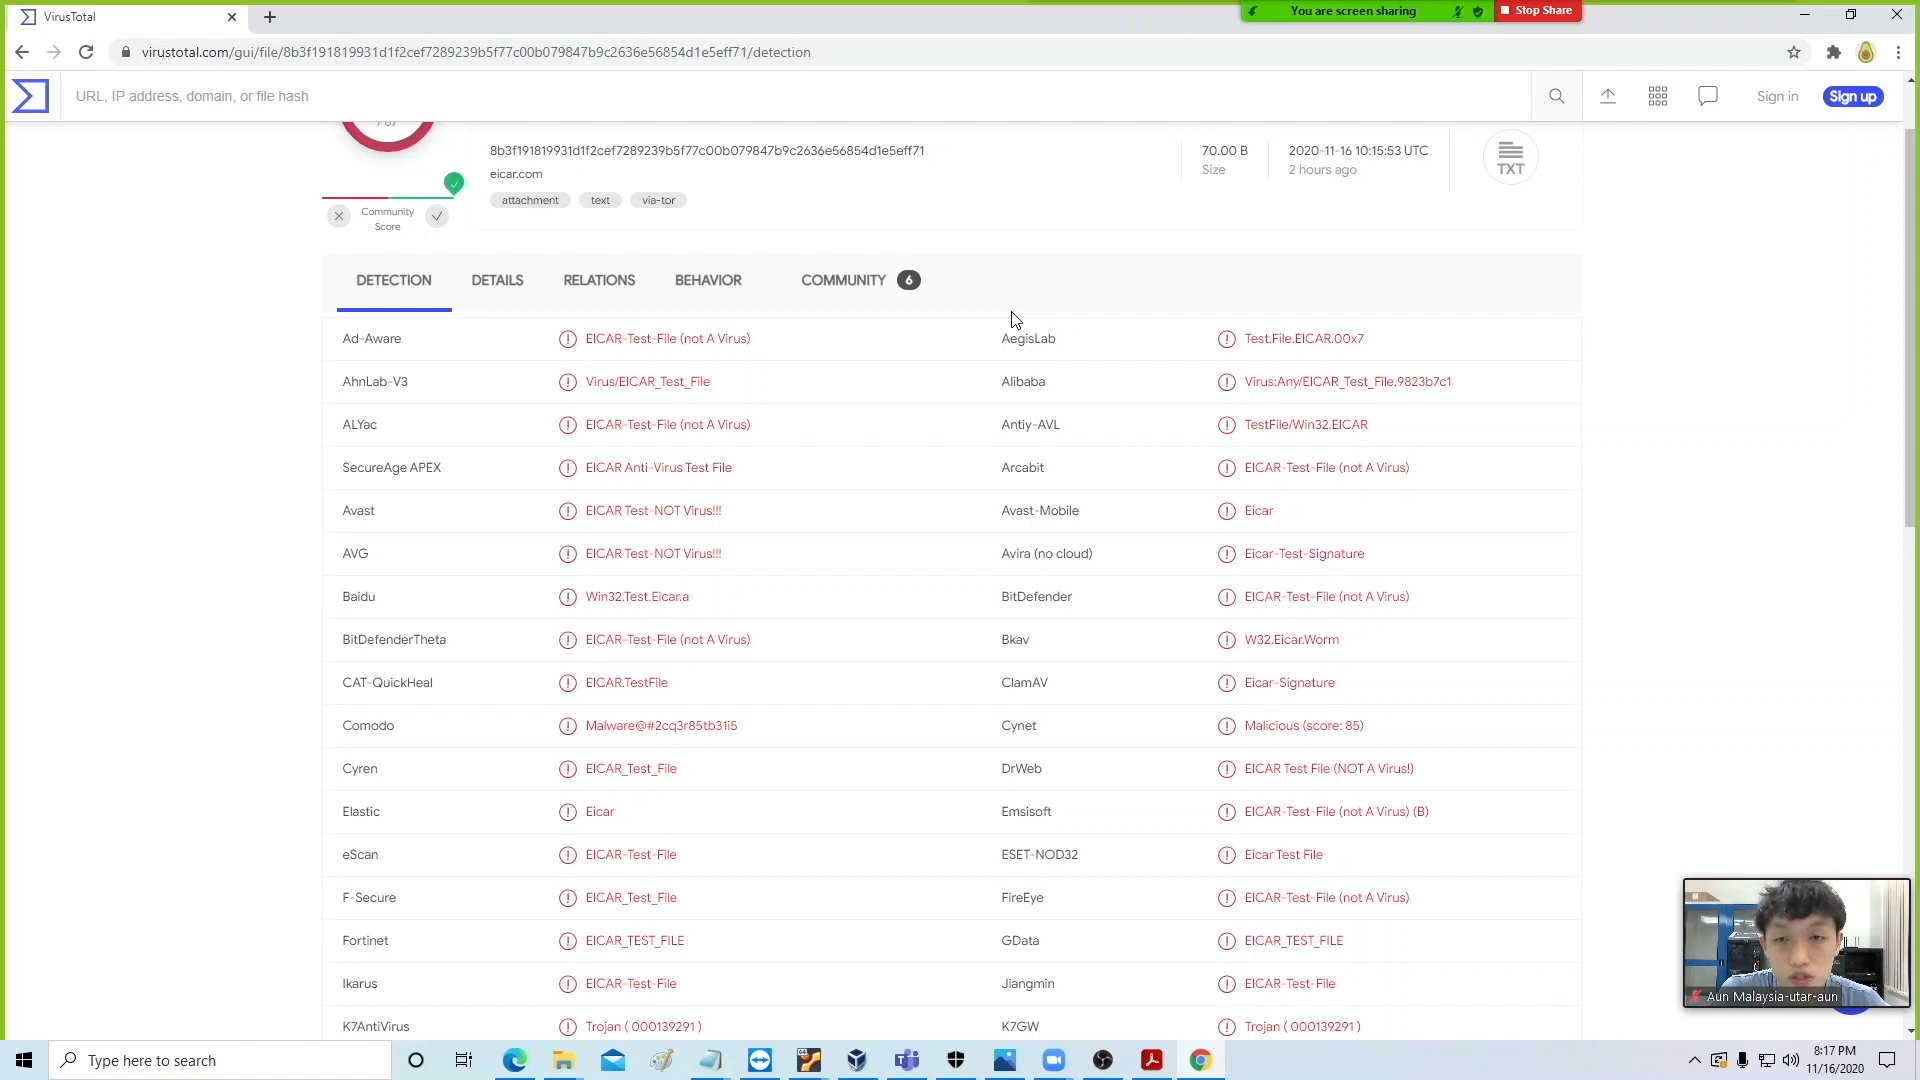 VirusTotal
You are screen sharing
Stop Share
virustotal.com/gui/file/8b3f191819931d1f2cef7289239b5f77c00b079847b9c2636e56854d1e5eff71/detection
URL, IP address, domain, or file hash
Sign in
Sign up
8b3f191819931d1f2cef7289239b5f77c00b079847b9c2636e56854d1e5eff71
70.00 B
2020-11-16 10:15:53 UTC
eicar.com
Size
2 hours ago
TXT
attachment
text
via-tor
Community
Score
DETECTION
DETAILS
RELATIONS
BEHAVIOR
COMMUNITY
6
Ad-Aware EICAR-Test-File (not A Virus) AegisLab Test.File.EICAR.00x7
AhnLab-V3 Virus/EICAR_Test_File Alibaba Virus:Any/EICAR_Test_File.9823b7c1
ALYac EICAR-Test-File (not A Virus) Antiy-AVL TestFile/Win32.EICAR
SecureAge APEX EICAR Anti-Virus Test File Arcabit EICAR-Test-File (not A Virus)
Avast EICAR Test-NOT Virus!!! Avast-Mobile Eicar
AVG EICAR Test-NOT Virus!!! Avira (no cloud) Eicar-Test-Signature
Baidu Win32.Test.Eicar.a BitDefender EICAR-Test-File (not A Virus)
BitDefenderTheta EICAR-Test-File (not A Virus) Bkav W32.Eicar.Worm
CAT-QuickHeal EICAR.TestFile ClamAV Eicar-Signature
Comodo Malware@#2cq3r85tb31i5 Cynet Malicious (score: 85)
Cyren EICAR_Test_File DrWeb EICAR Test File (NOT A Virus!)
Elastic Eicar Emsisoft EICAR-Test-File (not A Virus) (B)
eScan EICAR-Test-File ESET-NOD32 Eicar Test File
F-Secure EICAR_Test_File FireEye EICAR-Test-File (not A Virus)
Fortinet EICAR_TEST_FILE GData EICAR_TEST_FILE
Ikarus EICAR-Test-File Jiangmin EICAR-Test-File
K7AntiVirus Trojan ( 000139291 ) K7GW Trojan ( 000139291 )
Aun Malaysia-utar-aun
Type here to search
8:17 PM
11/16/2020